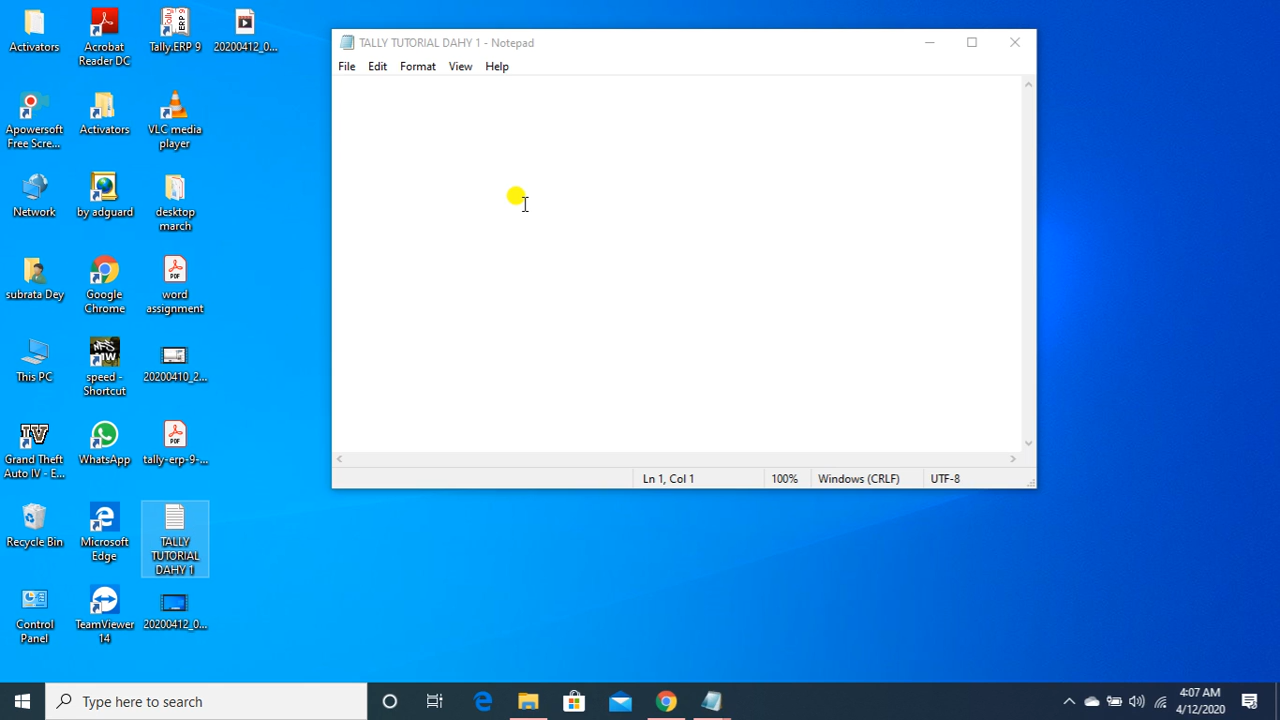 Activators
Acrobat
Reader DC
Tally.ERP 9
20200412_0...
Apowersoft
Free Scre...
Activators
VLC media
player
Network
by adguard
desktop
march
subrata Dey
Google
Chrome
word
assignment
This PC
speed -
Shortcut
20200410_2...
Grand Theft
Auto IV - E...
WhatsApp
tally-erp-9-...
Recycle Bin
Microsoft
Edge
TALLY
TUTORIAL
DAHY 1
Control
Panel
TeamViewer
14
20200412_0...
TALLY TUTORIAL DAHY 1 - Notepad
File Edit Format View Help
Ln 1, Col 1 100% Windows (CRLF) UTF-8
Type here to search
4:07 AM
4/12/2020